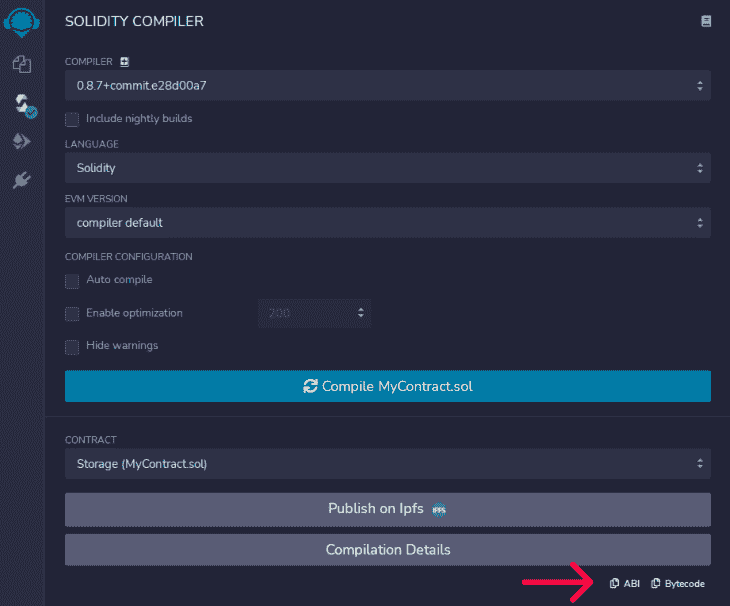 SOLIDITY COMPILER
COMPILER
0.8.7+commit.e28d00a7
Include nightly builds
LANGUAGE
Solidity
EVM VERSION
compiler default
COMPILER CONFIGURATION
Auto compile
Enable optimization 200
Hide warnings
Compile MyContract.sol
CONTRACT
Storage (MyContract.sol)
Publish on Ipfs IPFS
Compilation Details
ABI Bytecode